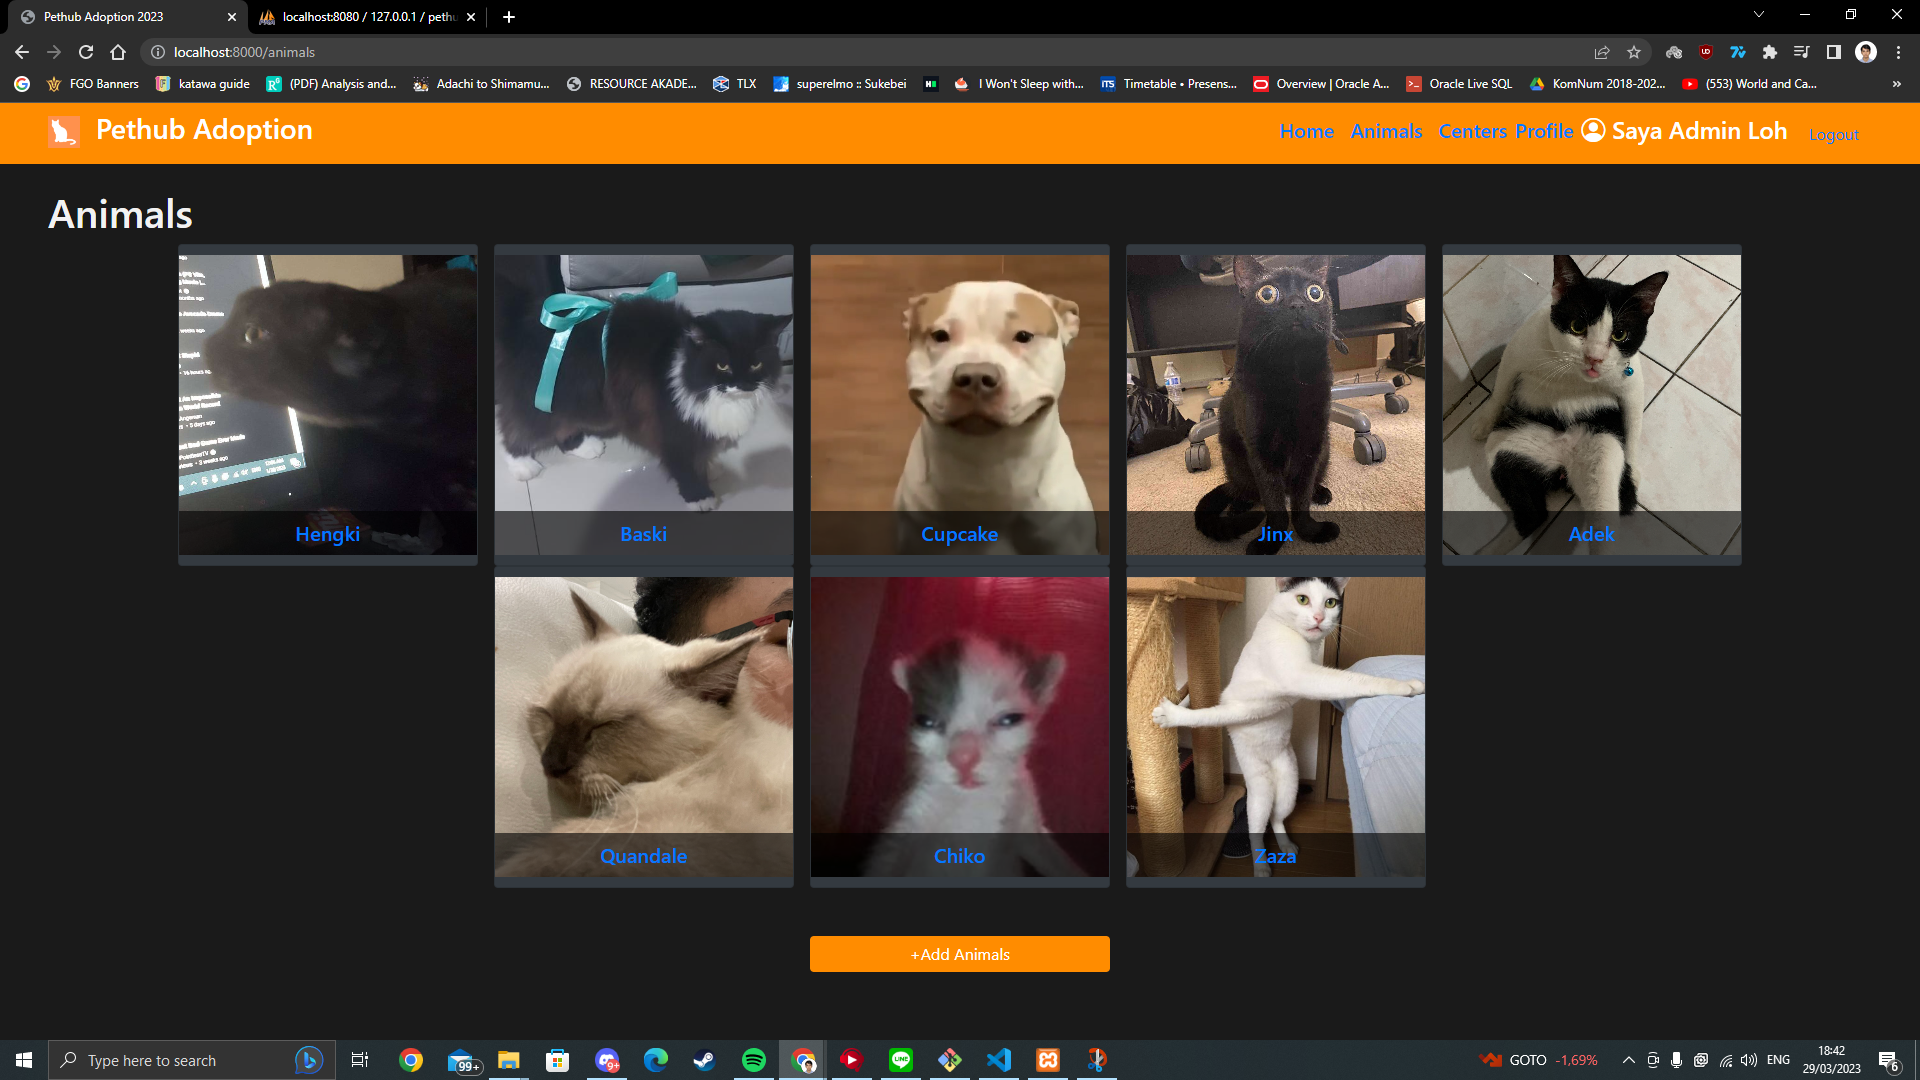 Pethub Adoption 2023
localhost:8080 / 127.0.0.1 / pethu
localhost:8000/animals
FGO Banners
katawa guide
(PDF) Analysis and...
Adachi to Shimamu...
RESOURCE AKADE...
TLX
superelmo :: Sukebei
I Won't Sleep with...
ITS
Timetable • Presens...
Overview | Oracle A...
Oracle Live SQL
KomNum 2018-202...
(553) World and Ca...
»
Pethub Adoption
Home
Animals
Centers
Profile
Saya Admin Loh
Logout
Animals
Hengki
Baski
Cupcake
Jinx
Adek
Quandale
Chiko
Zaza
+Add Animals
Type here to search
99+
9+
LINE
GOTO -1,69%
ENG
18:42
29/03/2023
6